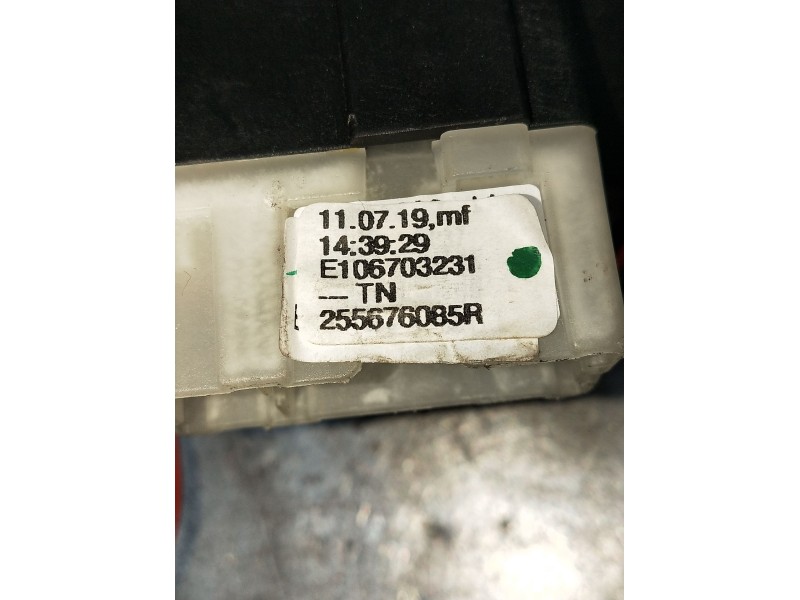 11.07.19,mf
14:39:29
E106703231
--- TN
255676085R